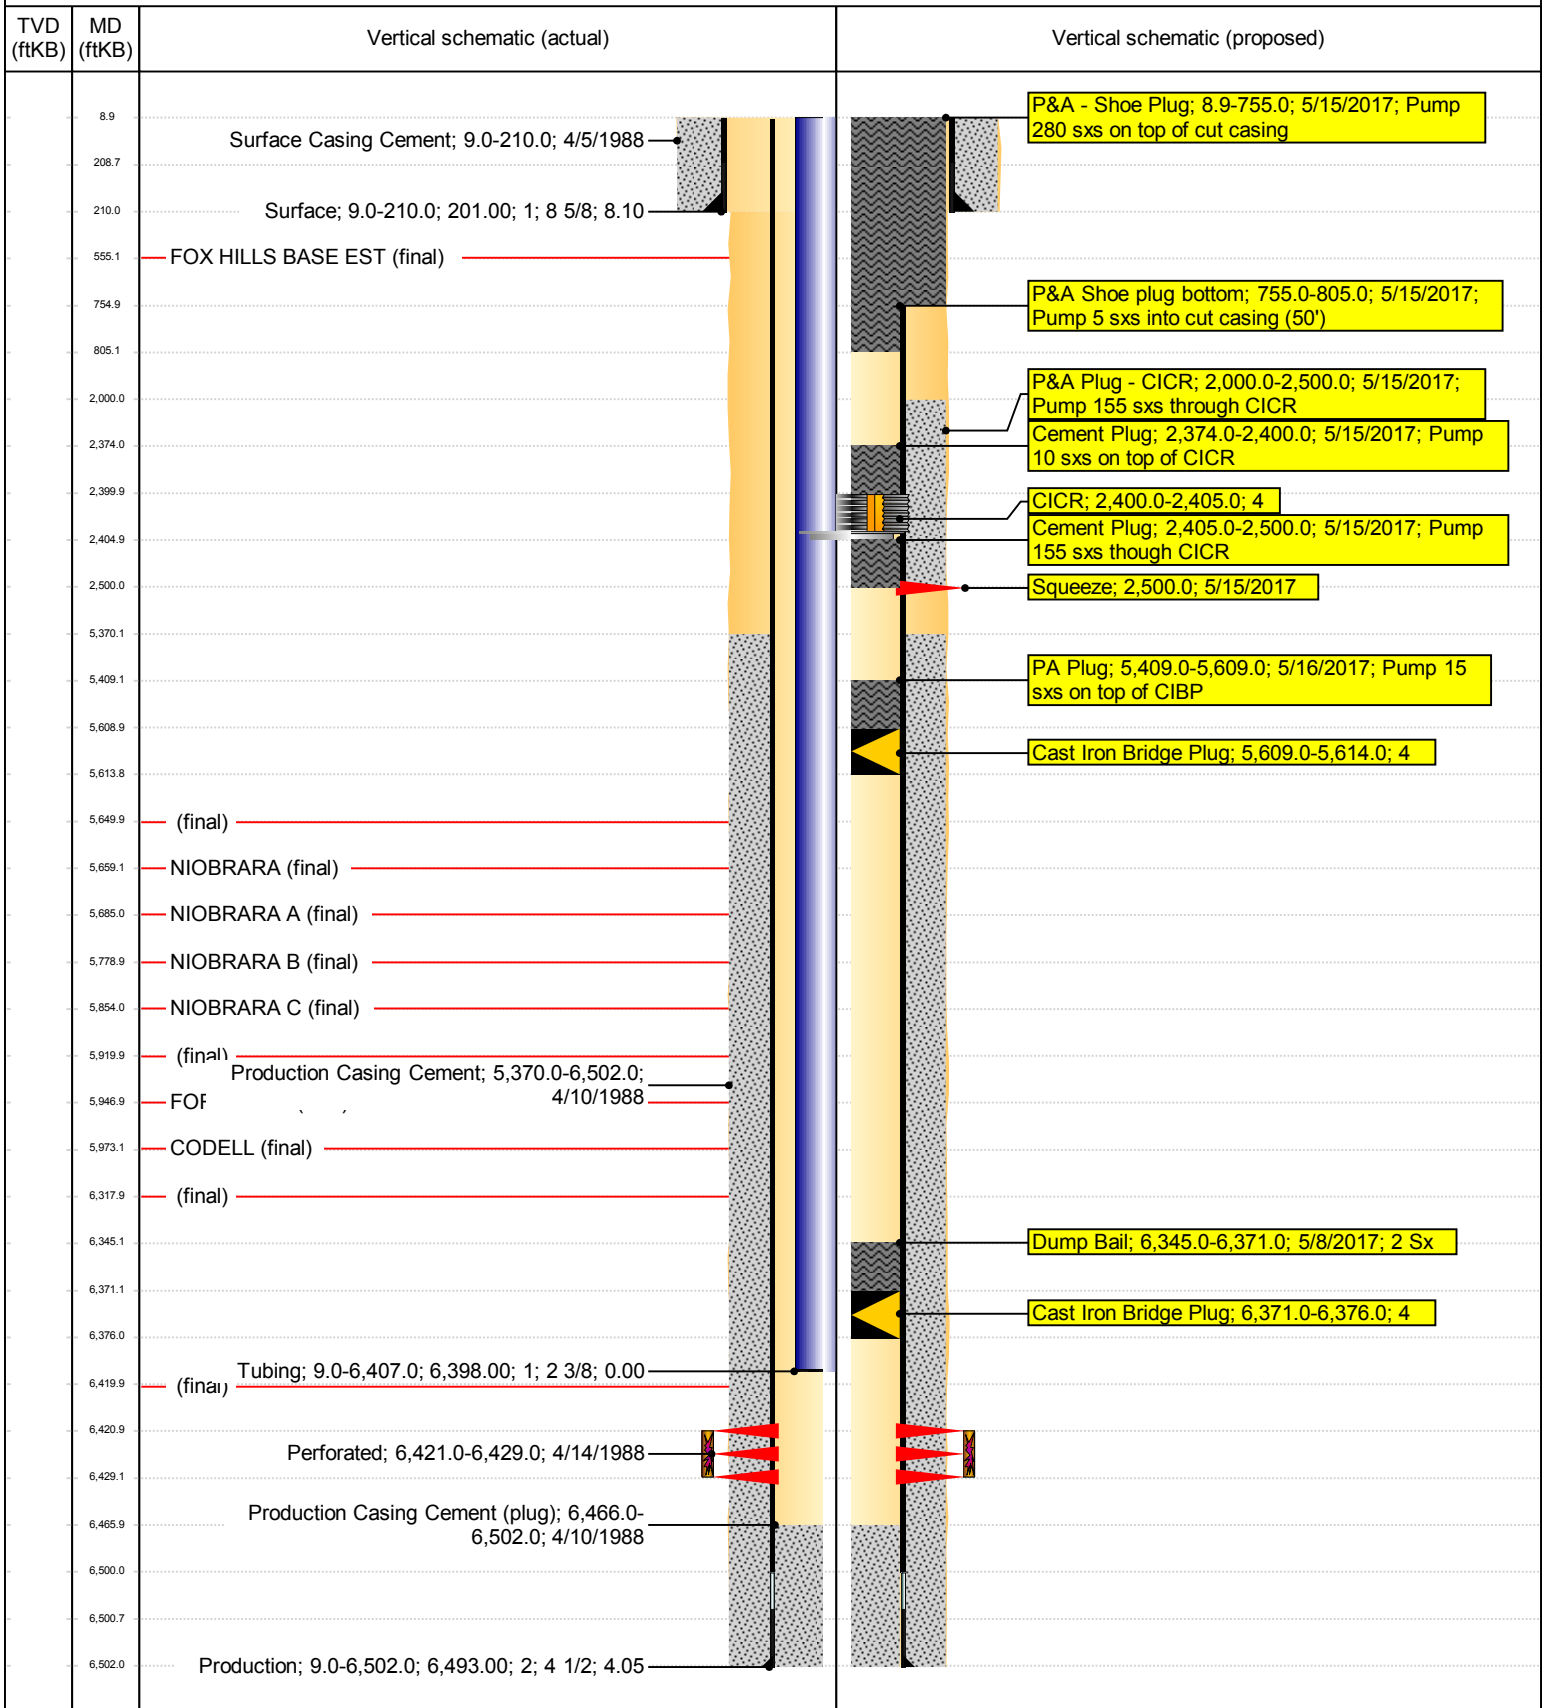 TVD (ftKB)
MD (ftKB)
Vertical schematic (actual)
Vertical schematic (proposed)
8.9
208.7
210.0
555.1
754.9
805.1
2,000.0
2,374.0
2,399.9
2,404.9
2,500.0
5,370.1
5,409.1
5,608.9
5,613.8
5,649.9
5,659.1
5,685.0
5,778.9
5,854.0
5,919.9
5,946.9
5,973.1
6,317.9
6,345.1
6,371.1
6,376.0
6,419.9
6,420.9
6,429.1
6,465.9
6,500.0
6,500.7
6,502.0
Surface Casing Cement; 9.0-210.0; 4/5/1988
Surface; 9.0-210.0; 201.00; 1; 8 5/8; 8.10
FOX HILLS BASE EST (final)
(final)
NIOBRARA (final)
NIOBRARA A (final)
NIOBRARA B (final)
NIOBRARA C (final)
(final)
Production Casing Cement; 5,370.0-6,502.0;
4/10/1988
CODELL (final)
(final)
Tubing; 9.0-6,407.0; 6,398.00; 1; 2 3/8; 0.00
(final)
Perforated; 6,421.0-6,429.0; 4/14/1988
Production Casing Cement (plug); 6,466.0-
6,502.0; 4/10/1988
Production; 9.0-6,502.0; 6,493.00; 2; 4 1/2; 4.05
P&A - Shoe Plug; 8.9-755.0; 5/15/2017; Pump
280 sxs on top of cut casing
P&A Shoe plug bottom; 755.0-805.0; 5/15/2017;
Pump 5 sxs into cut casing (50')
P&A Plug - CICR; 2,000.0-2,500.0; 5/15/2017;
Pump 155 sxs through CICR
Cement Plug; 2,374.0-2,400.0; 5/15/2017; Pump
10 sxs on top of CICR
CICR; 2,400.0-2,405.0; 4
Cement Plug; 2,405.0-2,500.0; 5/15/2017; Pump
155 sxs though CICR
Squeeze; 2,500.0; 5/15/2017
PA Plug; 5,409.0-5,609.0; 5/16/2017; Pump 15
sxs on top of CIBP
Cast Iron Bridge Plug; 5,609.0-5,614.0; 4
Dump Bail; 6,345.0-6,371.0; 5/8/2017; 2 Sx
Cast Iron Bridge Plug; 6,371.0-6,376.0; 4